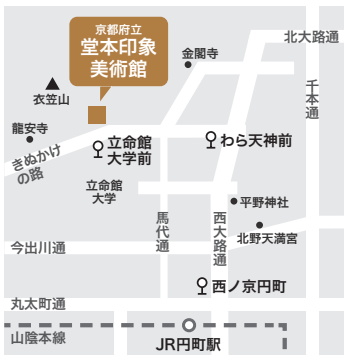 京都府立
堂本印象
美術館
北大路通
金閣寺
衣笠山
千本通
龍安寺
きぬかけ
の路
立命館
大学前
わら天神前
立命館
大学
平野神社
馬代通
西大路通
北野天満宮
今出川通
西ノ京円町
丸太町通
山陰本線
JR円町駅